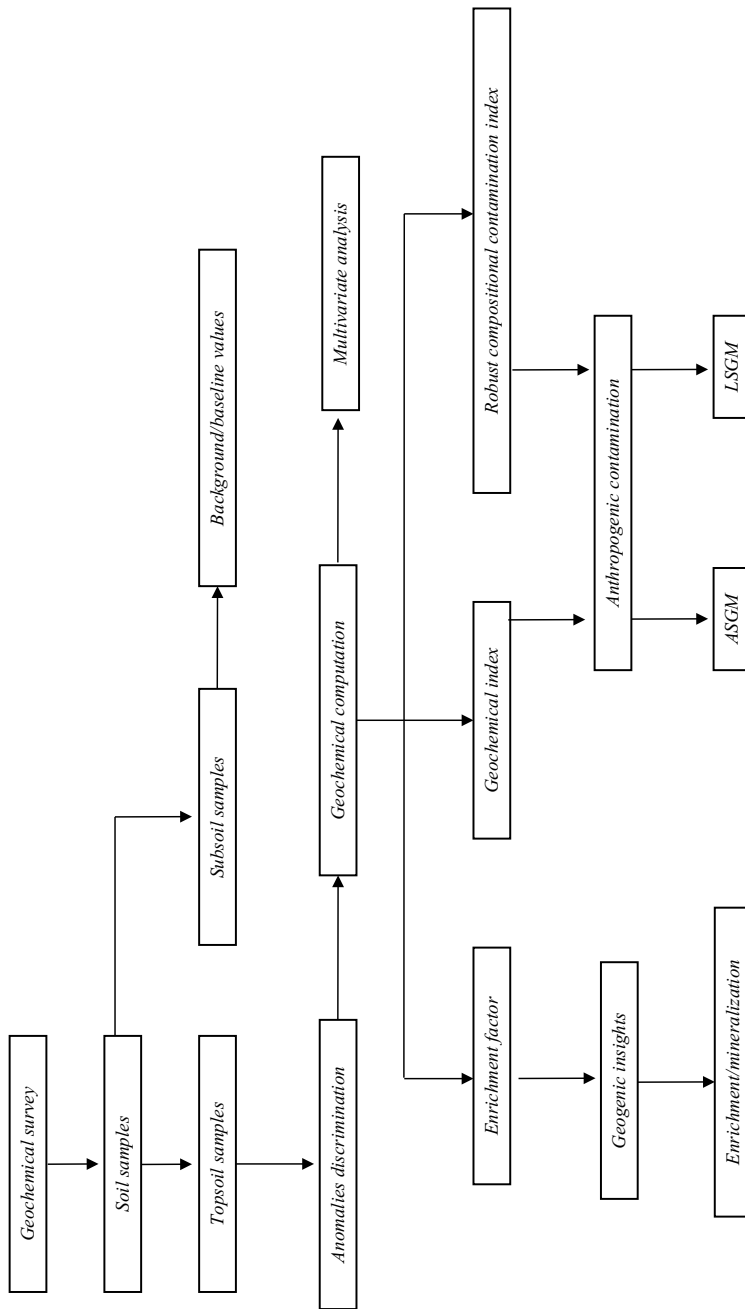 Geochemical survey
Soil samples
Topsoil samples
Subsoil samples
Background/baseline values
Anomalies discrimination
Geochemical computation
Multivariate analysis
Enrichment factor
Geochemical index
Robust compositional contamination index
Geogenic insights
Anthropogenic contamination
Enrichment/mineralization
ASGM
LSGM